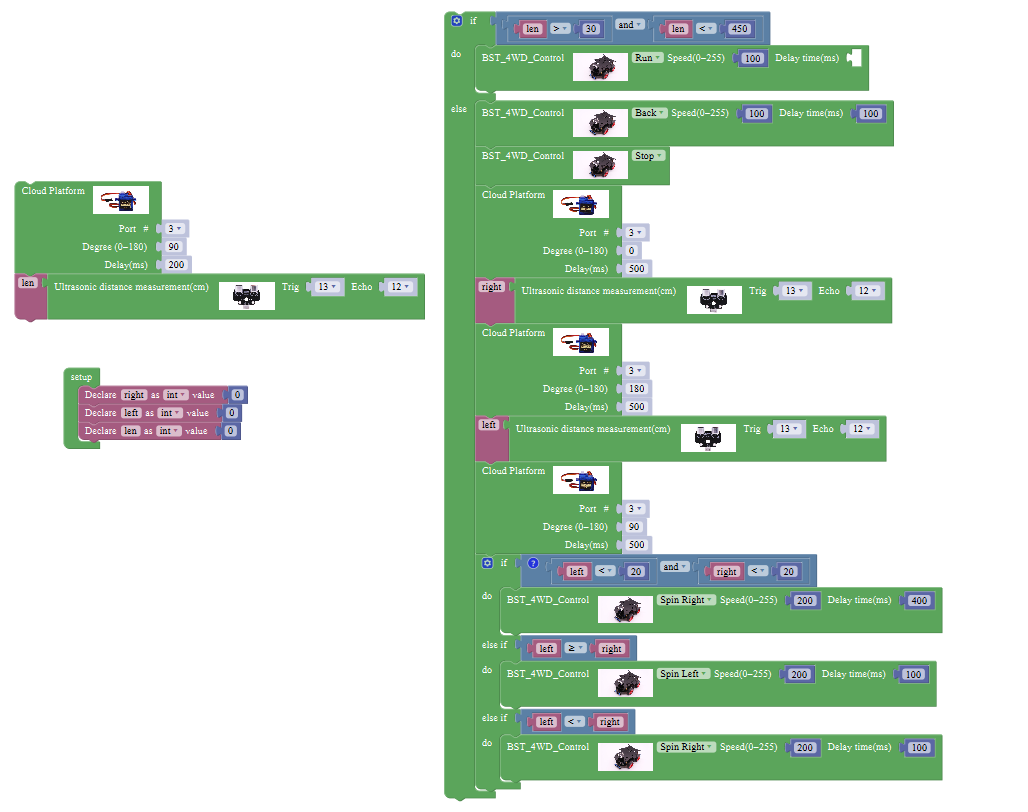 Cloud Platform
Port # 3
Degree (0–180) 90
Delay(ms) 200
len Ultrasonic distance measurement(cm) Trig 13 Echo 12
setup
Declare right as int value 0
Declare left as int value 0
Declare len as int value 0
if len > 30 and len < 450
do BST_4WD_Control Run Speed(0–255) 100 Delay time(ms)
else BST_4WD_Control Back Speed(0–255) 100 Delay time(ms) 100
BST_4WD_Control Stop
Cloud Platform
Port # 3
Degree (0–180) 0
Delay(ms) 500
right Ultrasonic distance measurement(cm) Trig 13 Echo 12
Cloud Platform
Port # 3
Degree (0–180) 180
Delay(ms) 500
left Ultrasonic distance measurement(cm) Trig 13 Echo 12
Cloud Platform
Port # 3
Degree (0–180) 90
Delay(ms) 500
if ? left < 20 and right < 20
do BST_4WD_Control Spin Right Speed(0–255) 200 Delay time(ms) 400
else if left ≥ right
do BST_4WD_Control Spin Left Speed(0–255) 200 Delay time(ms) 100
else if left < right
do BST_4WD_Control Spin Right Speed(0–255) 200 Delay time(ms) 100